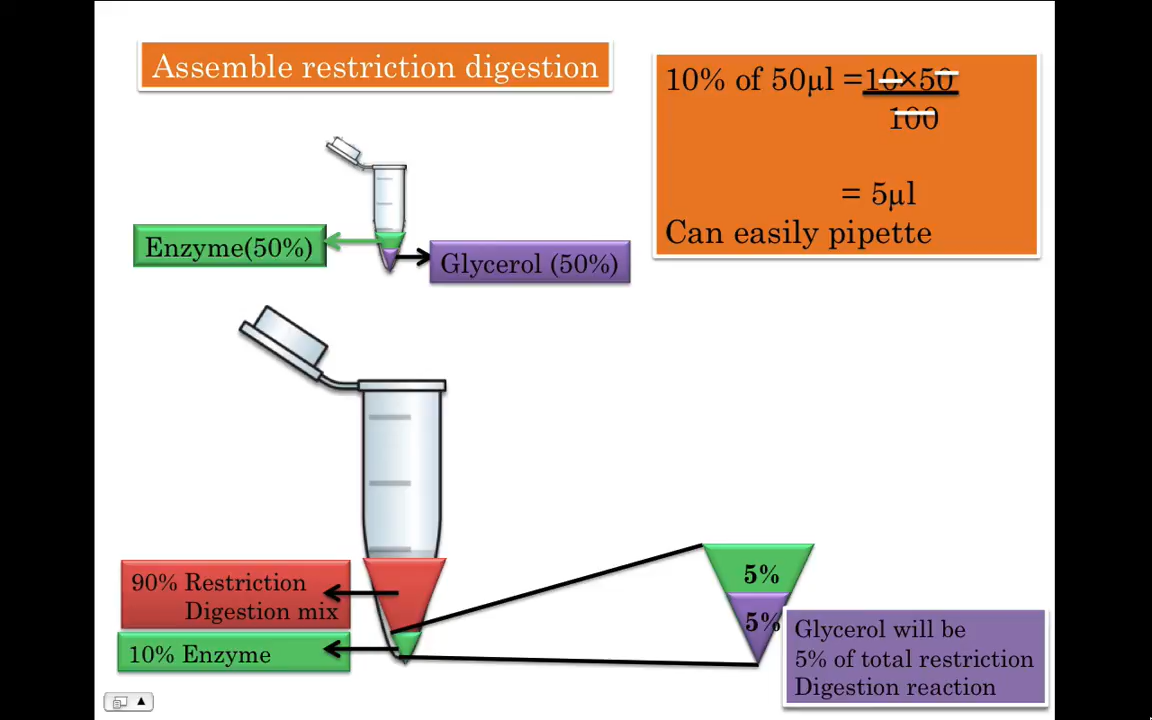 Assemble restriction digestion
10% of 50µl =10×50
100
= 5µl
Can easily pipette
Enzyme(50%)
Glycerol (50%)
90% Restriction
Digestion mix
10% Enzyme
5%
5%
Glycerol will be
5% of total restriction
Digestion reaction